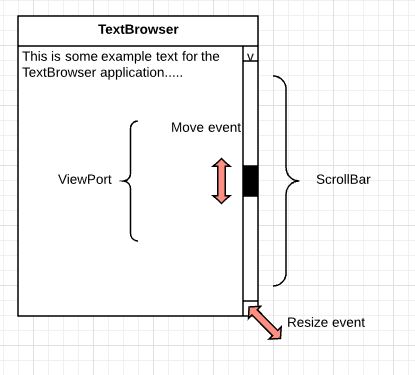 TextBrowser
This is some example text for the
TextBrowser application.....
v
Move event
ViewPort
ScrollBar
Resize event